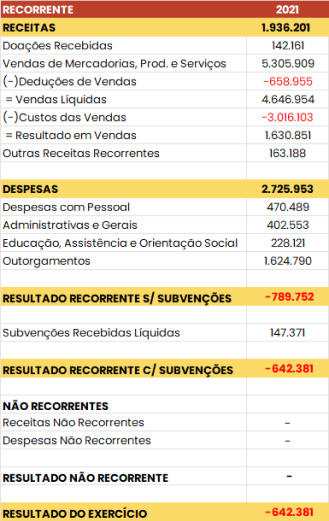 RECORRENTE 2021
RECEITAS 1.936.201
Doações Recebidas 142.161
Vendas de Mercadorias, Prod. e Serviços 5.305.909
(-)Deduções de Vendas -658.955
= Vendas Líquidas 4.646.954
(-)Custos das Vendas -3.016.103
= Resultado em Vendas 1.630.851
Outras Receitas Recorrentes 163.188
DESPESAS 2.725.953
Despesas com Pessoal 470.489
Administrativas e Gerais 402.553
Educação, Assistência e Orientação Social 228.121
Outorgamentos 1.624.790
RESULTADO RECORRENTE S/ SUBVENÇÕES -789.752
Subvenções Recebidas Líquidas 147.371
RESULTADO RECORRENTE C/ SUBVENÇÕES -642.381
NÃO RECORRENTES
Receitas Não Recorrentes -
Despesas Não Recorrentes -
RESULTADO NÃO RECORRENTE -
RESULTADO DO EXERCÍCIO -642.381